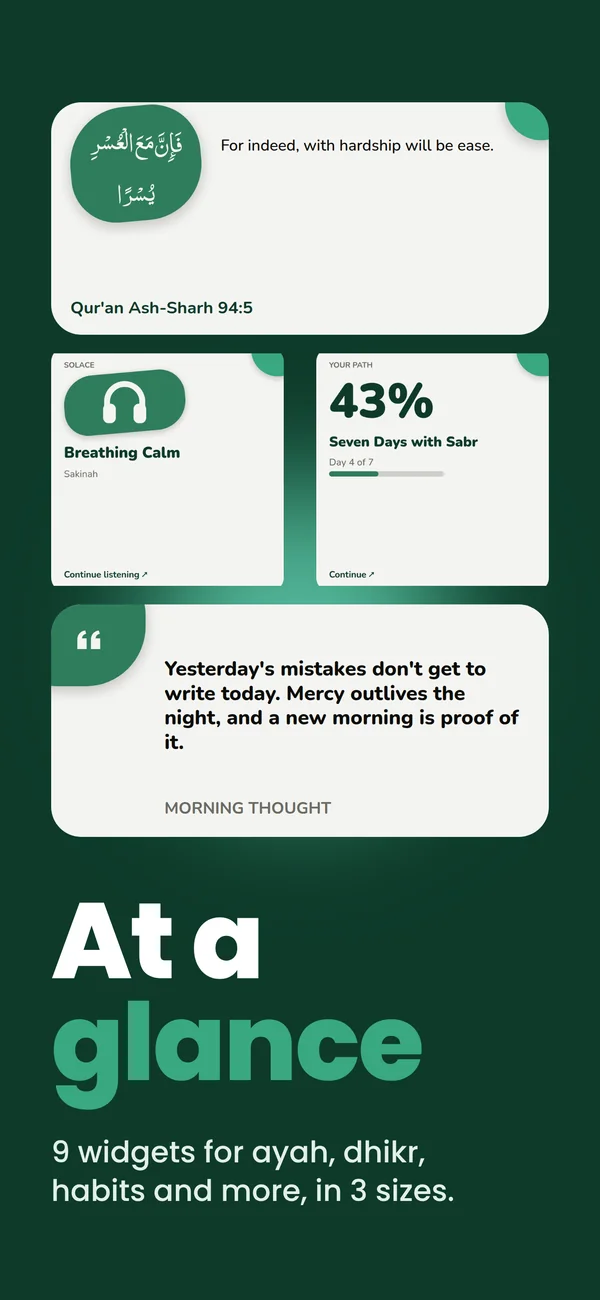 فَإِنَّ مَعَ ٱلْعُسْرِ
يُسْرًا
For indeed, with hardship will be ease.
Qur'an Ash-Sharh 94:5
SOLACE
Breathing Calm
Sakinah
Continue listening ↗
YOUR PATH
43%
Seven Days with Sabr
Day 4 of 7
Continue ↗
“
Yesterday's mistakes don't get to
write today. Mercy outlives the
night, and a new morning is proof of
it.
MORNING THOUGHT
At a
glance
9 widgets for ayah, dhikr,
habits and more, in 3 sizes.